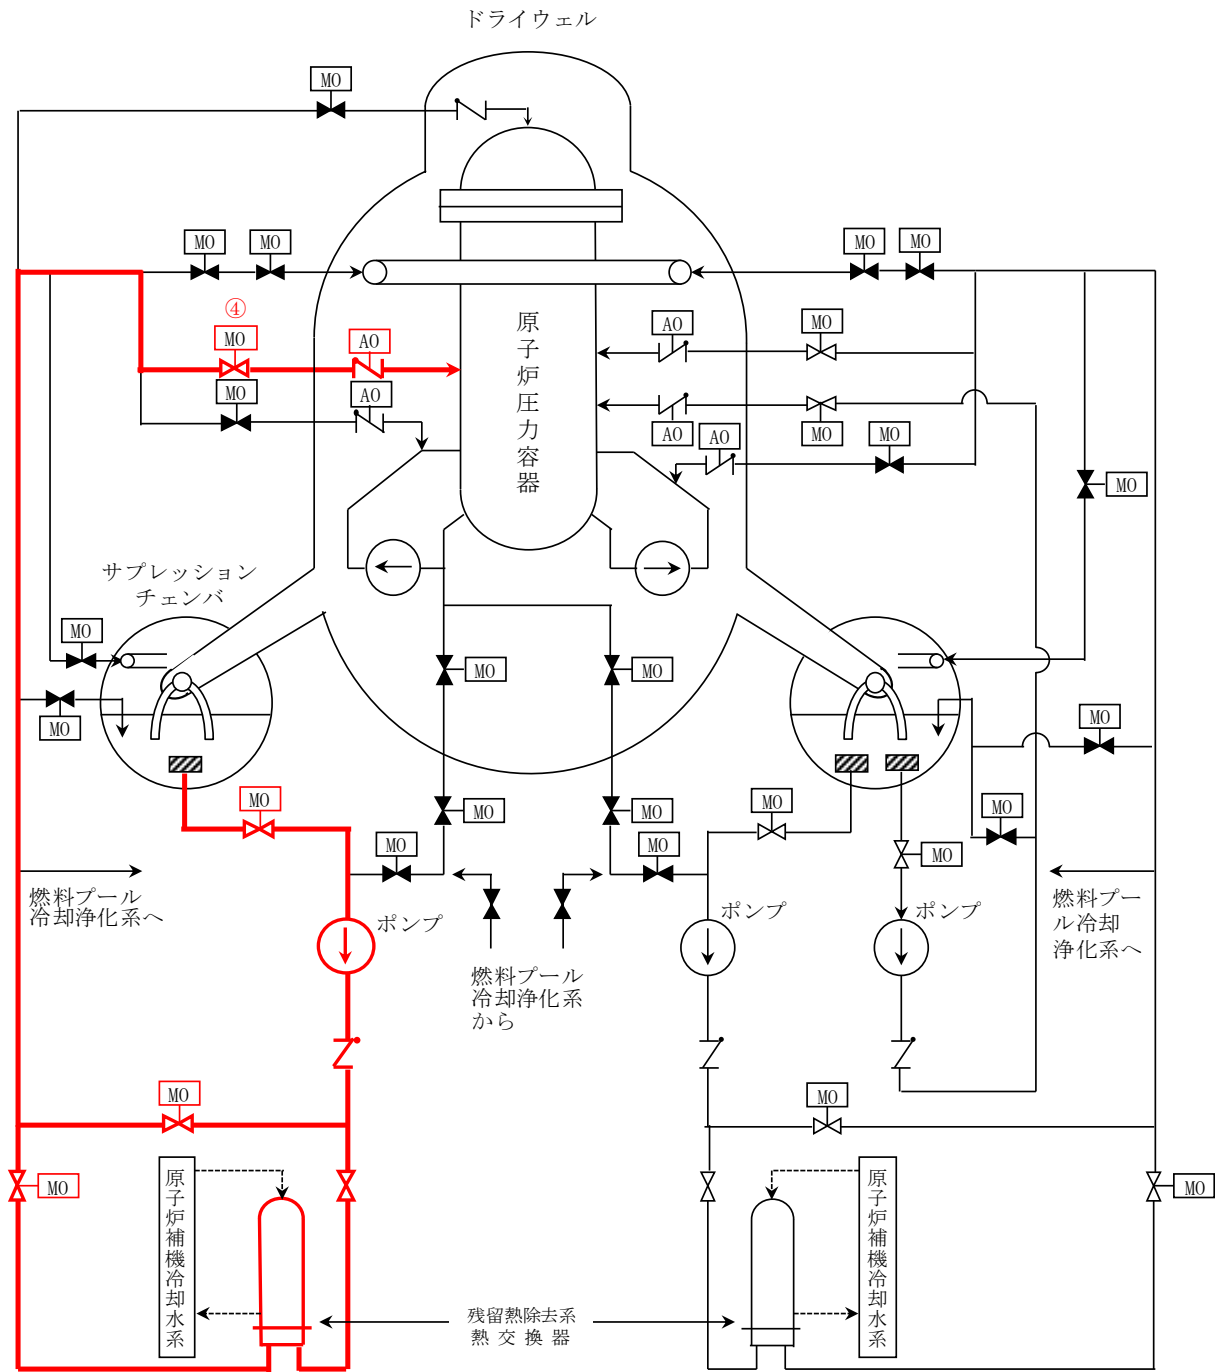 ドライウェル
MO
MO
MO
MO
MO
④
MO
AO
AO
MO
MO
AO
原子炉圧力容器
AO
MO
AO
MO
MO
MO
サプレッション
チェンバ
MO
MO
MO
MO
MO
MO
MO
MO
MO
MO
MO
MO
MO
MO
燃料プール
冷却浄化系へ
ポンプ
燃料プール
冷却浄化系
から
ポンプ
ポンプ
燃料プー
ル冷却
浄化系へ
MO
MO
MO
MO
原子炉補機冷却水系
原子炉補機冷却水系
残留熱除去系
熱交換器